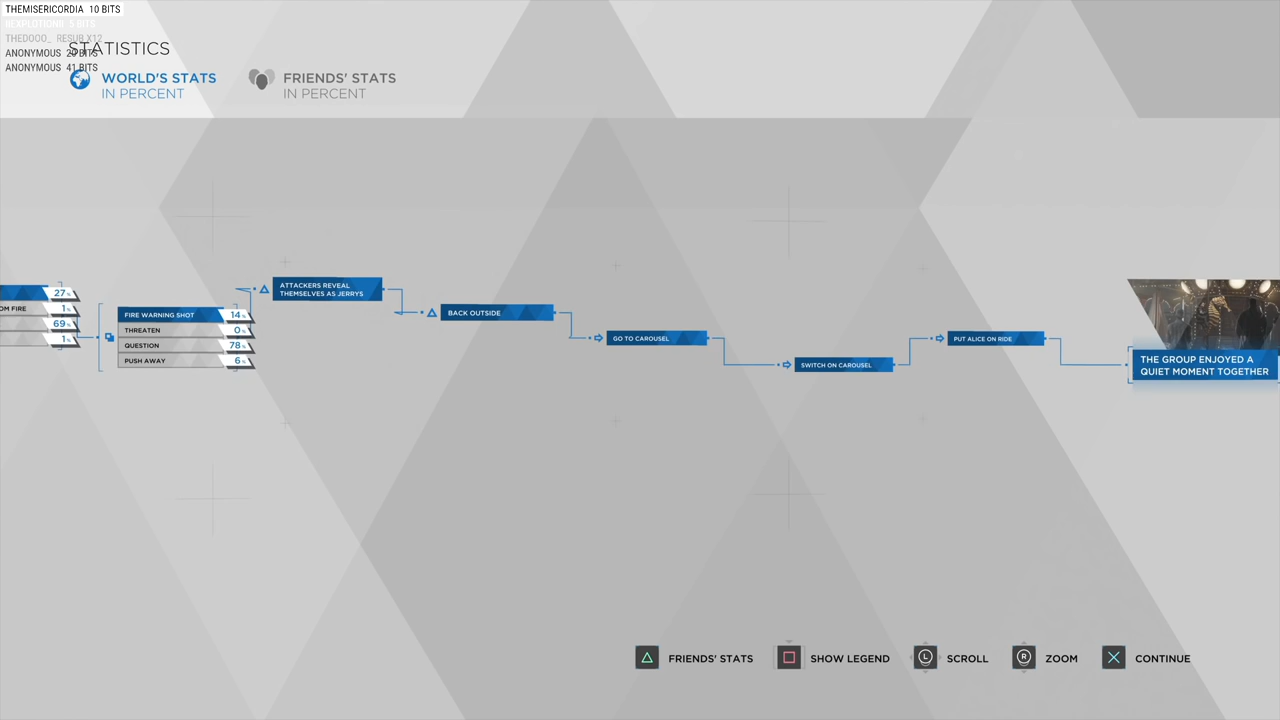 THEMISERICORDIA 10 BITS
THEDOOO_ RESUB X12
STATISTICS
ANONYMOUS 20 BITS
ANONYMOUS 41 BITS
WORLD'S STATS
IN PERCENT
FRIENDS' STATS
IN PERCENT
27%
OM FIRE 1%
69%
1%
FIRE WARNING SHOT 14%
THREATEN 0%
QUESTION 78%
PUSH AWAY 6%
ATTACKERS REVEAL
THEMSELVES AS JERRYS
BACK OUTSIDE
GO TO CAROUSEL
SWITCH ON CAROUSEL
PUT ALICE ON RIDE
THE GROUP ENJOYED A
QUIET MOMENT TOGETHER
FRIENDS' STATS
SHOW LEGEND
L
SCROLL
R
ZOOM
CONTINUE